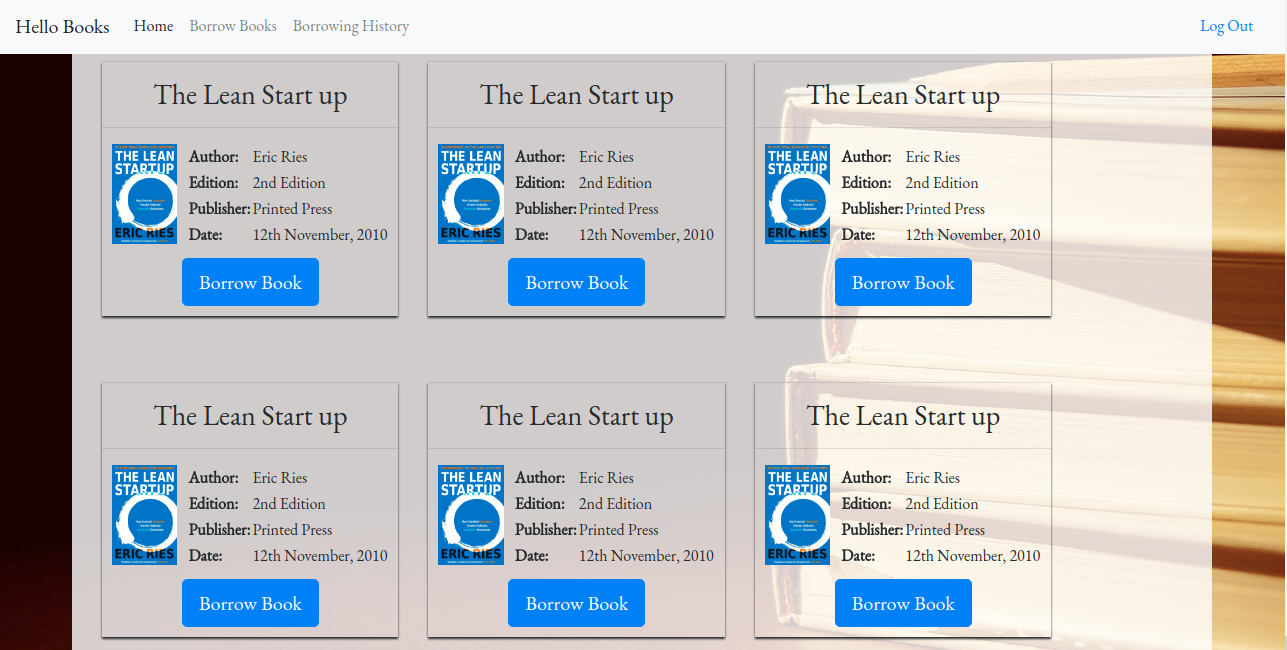 Hello Books Home Borrow Books Borrowing History Log Out
The Lean Start up The Lean Start up The Lean Start up
THE LEAN STARTUP ERIC RIES
Author: Eric Ries
Edition: 2nd Edition
Publisher: Printed Press
Date: 12th November, 2010
Borrow Book
THE LEAN STARTUP ERIC RIES
Author: Eric Ries
Edition: 2nd Edition
Publisher: Printed Press
Date: 12th November, 2010
Borrow Book
THE LEAN STARTUP ERIC RIES
Author: Eric Ries
Edition: 2nd Edition
Publisher: Printed Press
Date: 12th November, 2010
Borrow Book
The Lean Start up The Lean Start up The Lean Start up
THE LEAN STARTUP ERIC RIES
Author: Eric Ries
Edition: 2nd Edition
Publisher: Printed Press
Date: 12th November, 2010
Borrow Book
THE LEAN STARTUP ERIC RIES
Author: Eric Ries
Edition: 2nd Edition
Publisher: Printed Press
Date: 12th November, 2010
Borrow Book
THE LEAN STARTUP ERIC RIES
Author: Eric Ries
Edition: 2nd Edition
Publisher: Printed Press
Date: 12th November, 2010
Borrow Book